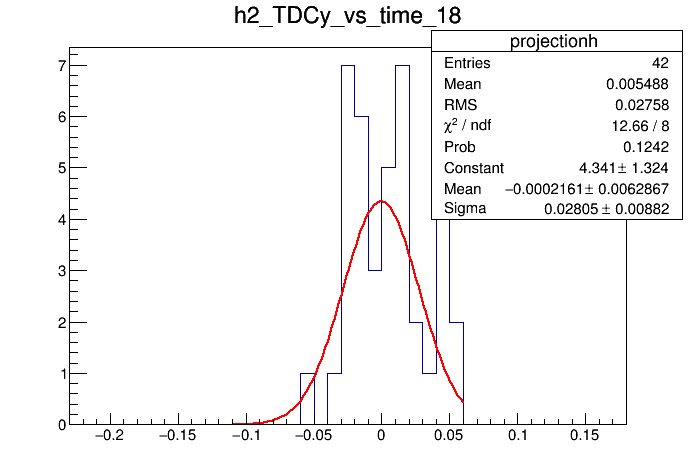 h2_TDCy_vs_time_18
projectionh
Entries 42
Mean 0.005488
RMS 0.02758
χ² / ndf 12.66 / 8
Prob 0.1242
Constant 4.341± 1.324
Mean −0.0002161± 0.0062867
Sigma 0.02805 ± 0.00882
7
6
5
4
3
2
1
0
−0.2 −0.15 −0.1 −0.05 0 0.05 0.1 0.15